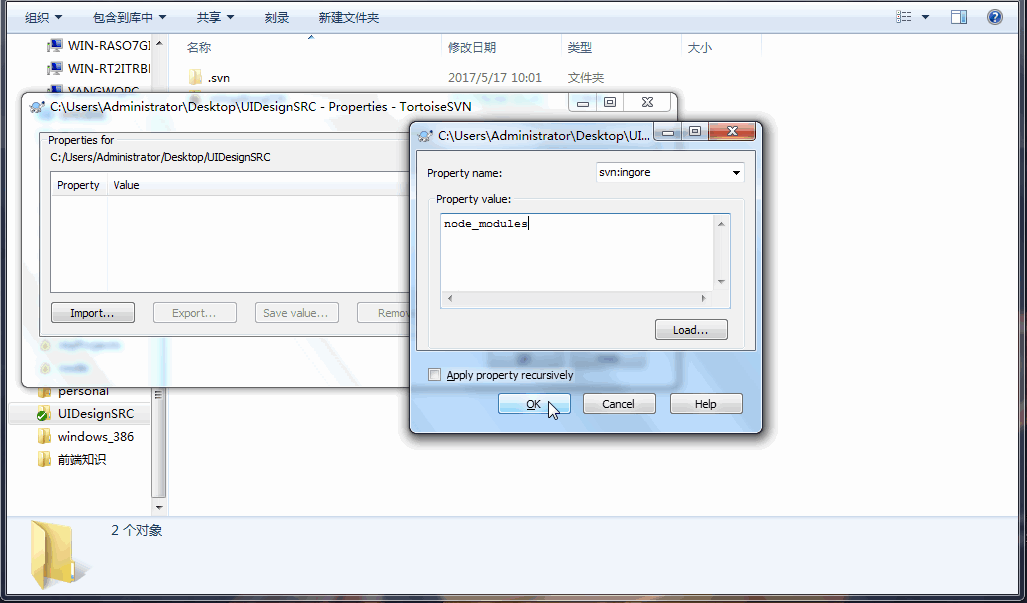 组织 包含到库中 共享 刻录 新建文件夹
WIN-RASO7GI
WIN-RT2ITRBI
YANGWOPC
名称 修改日期 类型 大小
.svn 2017/5/17 10:01 文件夹
C:\Users\Administrator\Desktop\UIDesignSRC - Properties - TortoiseSVN
Properties for
C:/Users/Administrator/Desktop/UIDesignSRC
Property Value
Import... Export... Save value... Remov
C:\Users\Administrator\Desktop\UI...
Property name: svn:ingore
Property value:
node_modules
Load...
Apply property recursively
OK Cancel Help
personal
UIDesignSRC
windows_386
前端知识
2 个对象